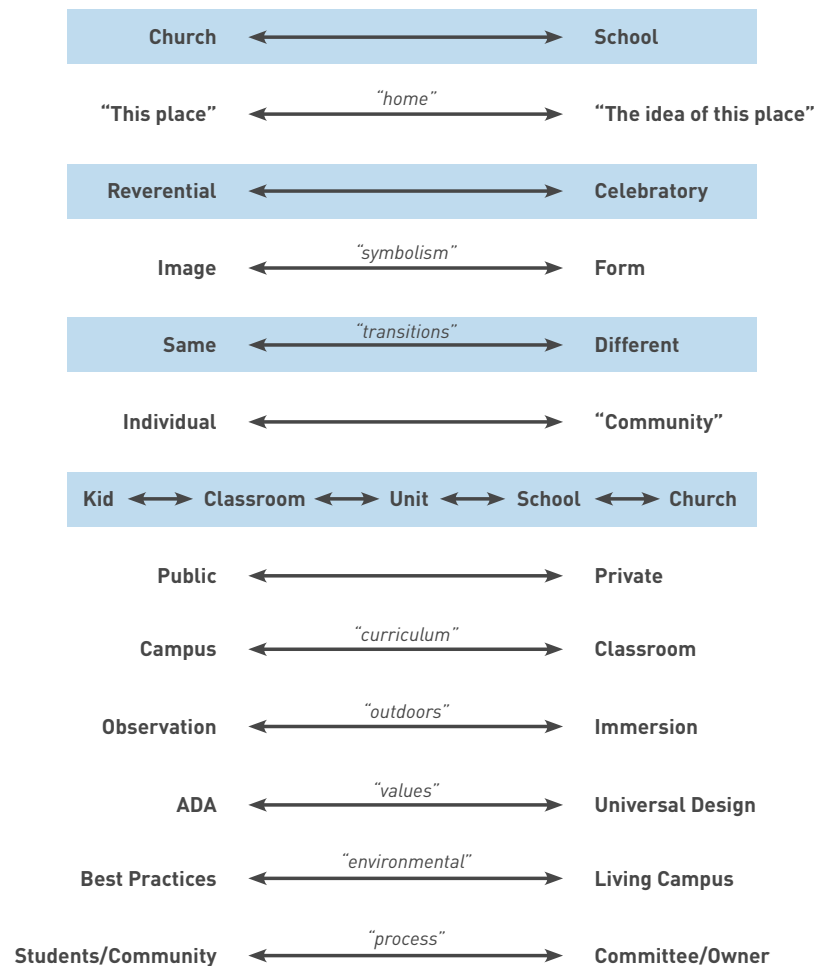 Church School
“home”
“This place” “The idea of this place”
Reverential Celebratory
“symbolism”
Image Form
“transitions”
Same Different
Individual “Community”
Kid Classroom Unit School Church
Public Private
“curriculum”
Campus Classroom
“outdoors”
Observation Immersion
“values”
ADA Universal Design
“environmental”
Best Practices Living Campus
“process”
Students/Community Committee/Owner